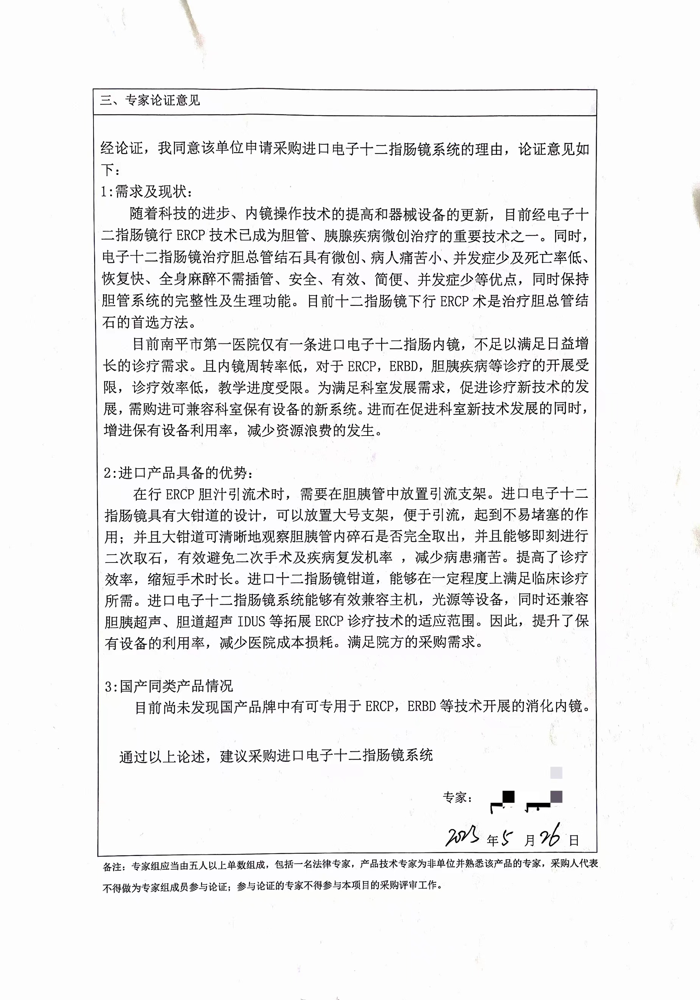 三、专家论证意见
经论证，我同意该单位申请采购进口电子十二指肠镜系统的理由，论证意见如
下：
1:需求及现状：
随着科技的进步、内镜操作技术的提高和器械设备的更新，目前经电子十
二指肠镜行 ERCP 技术已成为胆管、胰腺疾病微创治疗的重要技术之一。同时，
电子十二指肠镜治疗胆总管结石具有微创、病人痛苦小、并发症少及死亡率低、
恢复快、全身麻醉不需插管、安全、有效、简便、并发症少等优点，同时保持
胆管系统的完整性及生理功能。目前十二指肠镜下行 ERCP 术是治疗胆总管结
石的首选方法。
目前南平市第一医院仅有一条进口电子十二指肠内镜，不足以满足日益增
长的诊疗需求。且内镜周转率低，对于 ERCP，ERBD，胆胰疾病等诊疗的开展受
限，诊疗效率低，教学进度受限。为满足科室发展需求，促进诊疗新技术的发
展，需购进可兼容科室保有设备的新系统。进而在促进科室新技术发展的同时，
增进保有设备利用率，减少资源浪费的发生。
2:进口产品具备的优势：
在行 ERCP 胆汁引流术时，需要在胆胰管中放置引流支架。进口电子十二
指肠镜具有大钳道的设计，可以放置大号支架，便于引流，起到不易堵塞的作
用；并且大钳道可清晰地观察胆胰管内碎石是否完全取出，并且能够即刻进行
二次取石，有效避免二次手术及疾病复发机率 ，减少病患痛苦。提高了诊疗
效率，缩短手术时长。进口十二指肠镜钳道，能够在一定程度上满足临床诊疗
所需。进口电子十二指肠镜系统能够有效兼容主机，光源等设备，同时还兼容
胆胰超声、胆道超声 IDUS 等拓展 ERCP 诊疗技术的适应范围。因此，提升了保
有设备的利用率，减少医院成本损耗。满足院方的采购需求。
3:国产同类产品情况
目前尚未发现国产品牌中有可专用于 ERCP，ERBD 等技术开展的消化内镜。
通过以上论述，建议采购进口电子十二指肠镜系统
专家：
2023 年 5 月 26 日
备注：专家组应当由五人以上单数组成，包括一名法律专家，产品技术专家为非单位并熟悉该产品的专家，采购人代表
不得做为专家组成员参与论证；参与论证的专家不得参与本项目的采购评审工作。